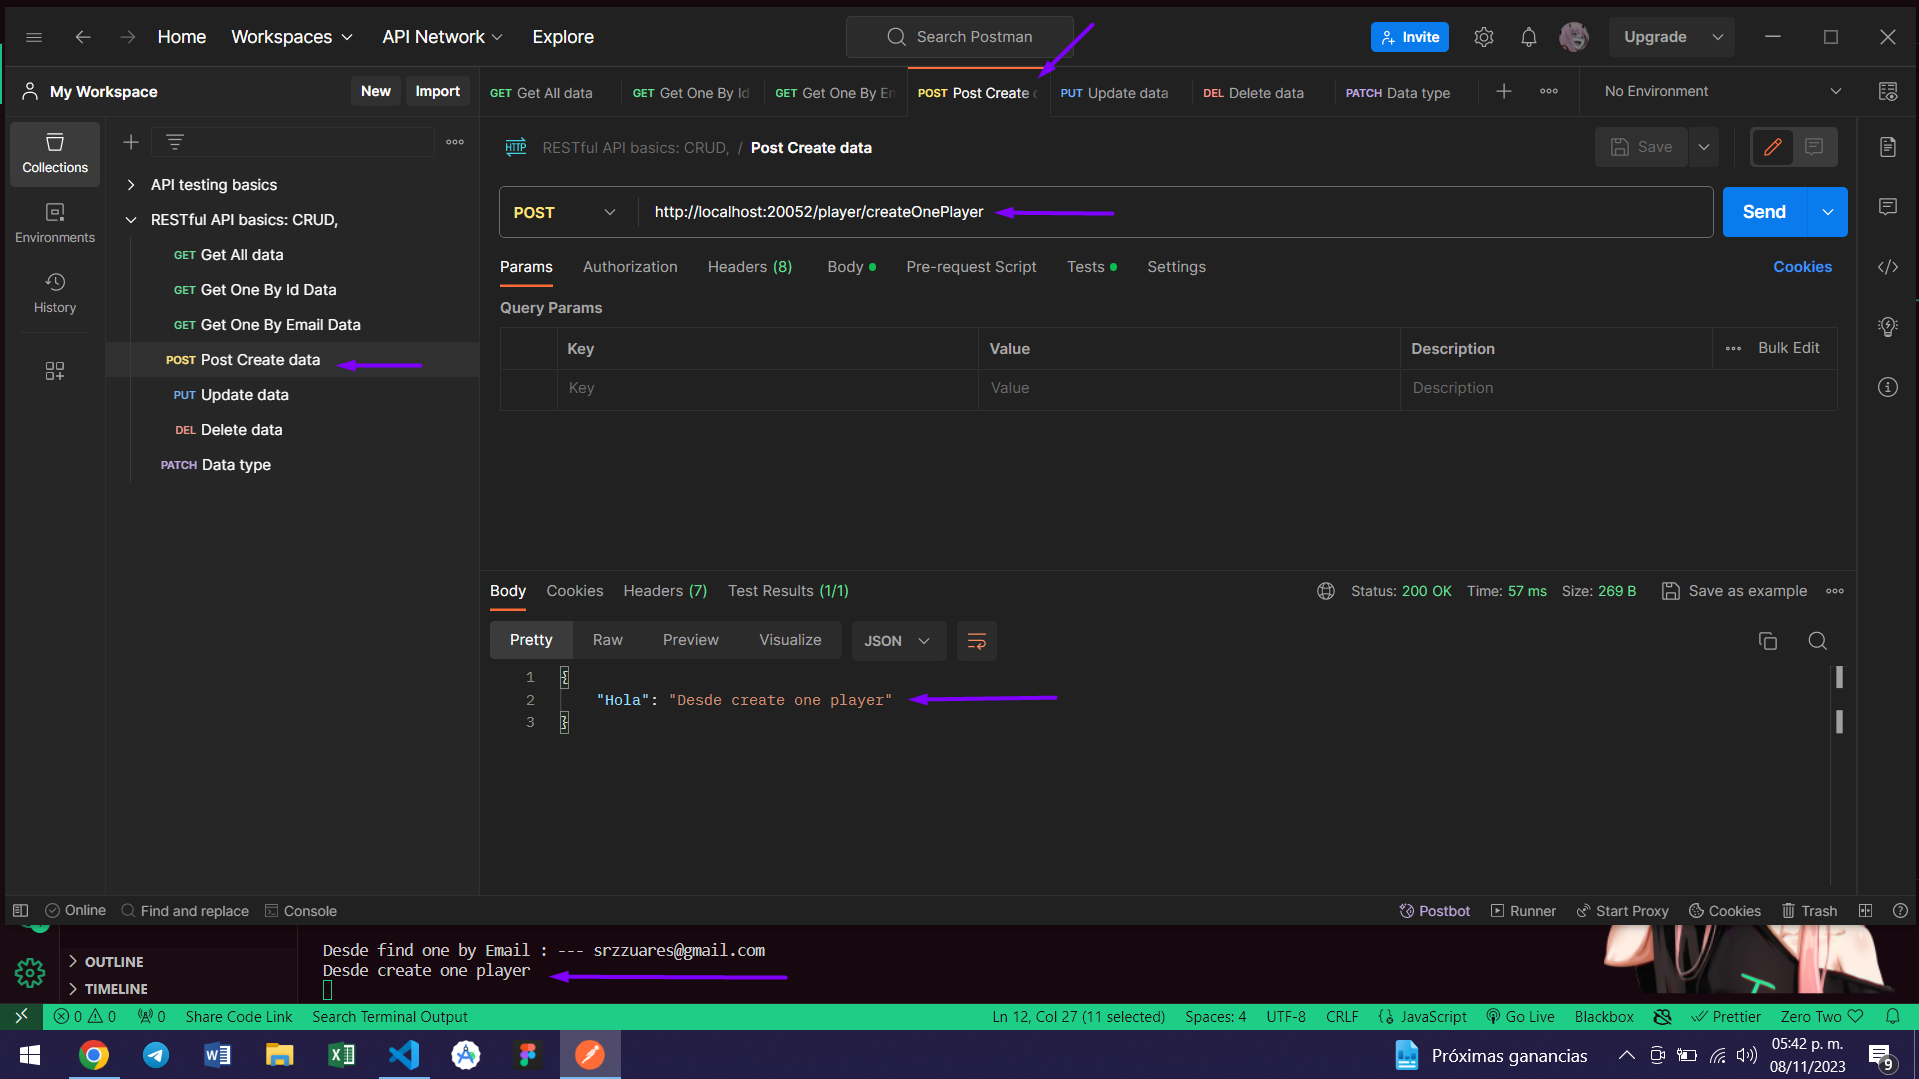 Home Workspaces API Network Explore Search Postman Invite Upgrade
My Workspace New Import
GET Get All data GET Get One By Id GET Get One By Em POST Post Create PUT Update data DEL Delete data PATCH Data type No Environment
Collections
Environments
History
API testing basics
RESTful API basics: CRUD,
GET Get All data
GET Get One By Id Data
GET Get One By Email Data
POST Post Create data
PUT Update data
DEL Delete data
PATCH Data type
HTTP RESTful API basics: CRUD, / Post Create data Save
POST http://localhost:20052/player/createOnePlayer Send
Params Authorization Headers (8) Body Pre-request Script Tests Settings Cookies
Query Params
Key Value Description Bulk Edit
Key Value Description
Body Cookies Headers (7) Test Results (1/1) Status: 200 OK Time: 57 ms Size: 269 B Save as example
Pretty Raw Preview Visualize JSON
1 {
2 "Hola": "Desde create one player"
3 }
Online Find and replace Console Postbot Runner Start Proxy Cookies Trash
OUTLINE
TIMELINE
Desde find one by Email : --- srzzuares@gmail.com
Desde create one player
0 0 0 Share Code Link Search Terminal Output Ln 12, Col 27 (11 selected) Spaces: 4 UTF-8 CRLF JavaScript Go Live Blackbox Prettier Zero Two
Próximas ganancias 05:42 p. m.
08/11/2023
9